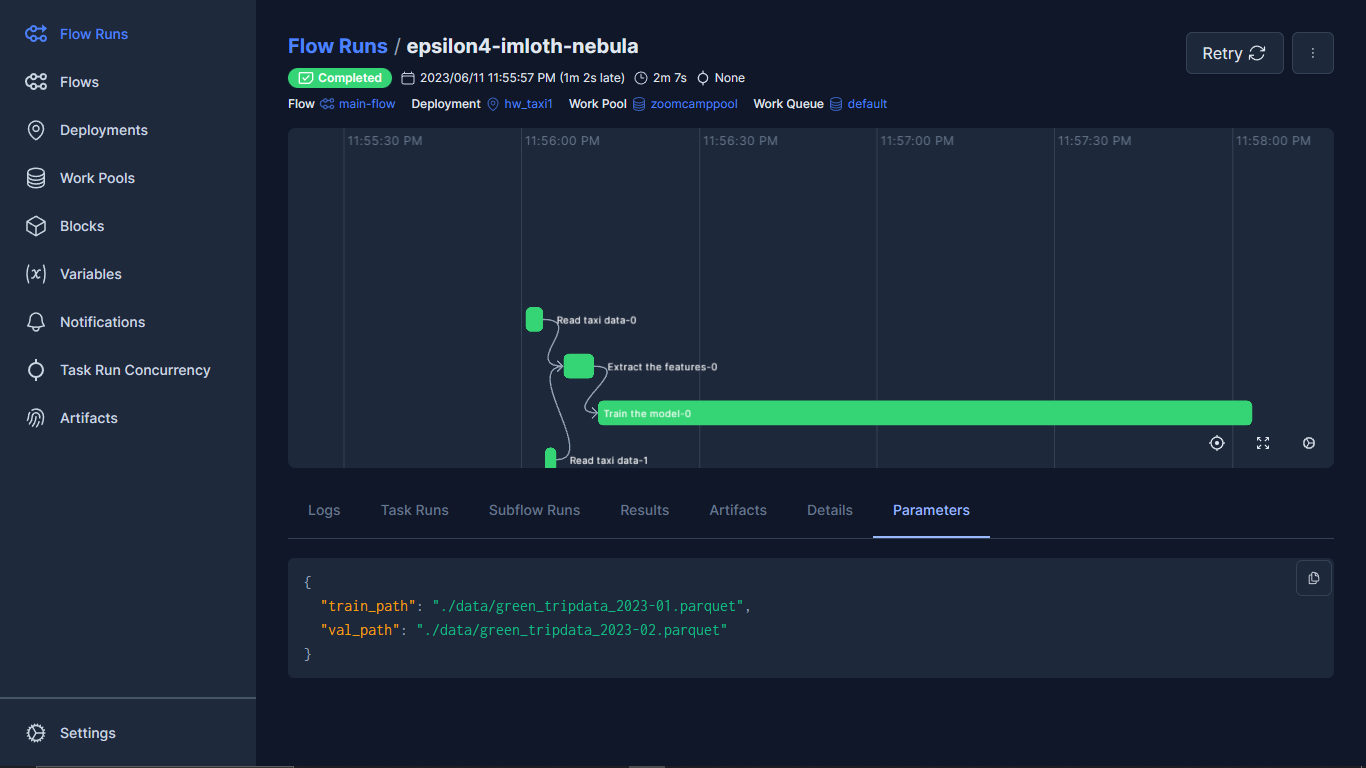 Flow Runs
Flows
Deployments
Work Pools
Blocks
Variables
Notifications
Task Run Concurrency
Artifacts
Settings
Flow Runs / epsilon4-imloth-nebula
Retry
Completed 2023/06/11 11:55:57 PM (1m 2s late) 2m 7s None
Flow main-flow Deployment hw_taxi1 Work Pool zoomcamppool Work Queue default
11:55:30 PM 11:56:00 PM 11:56:30 PM 11:57:00 PM 11:57:30 PM 11:58:00 PM
Read taxi data-0
Extract the features-0
Train the model-0
Read taxi data-1
Logs Task Runs Subflow Runs Results Artifacts Details Parameters
{
"train_path": "./data/green_tripdata_2023-01.parquet",
"val_path": "./data/green_tripdata_2023-02.parquet"
}